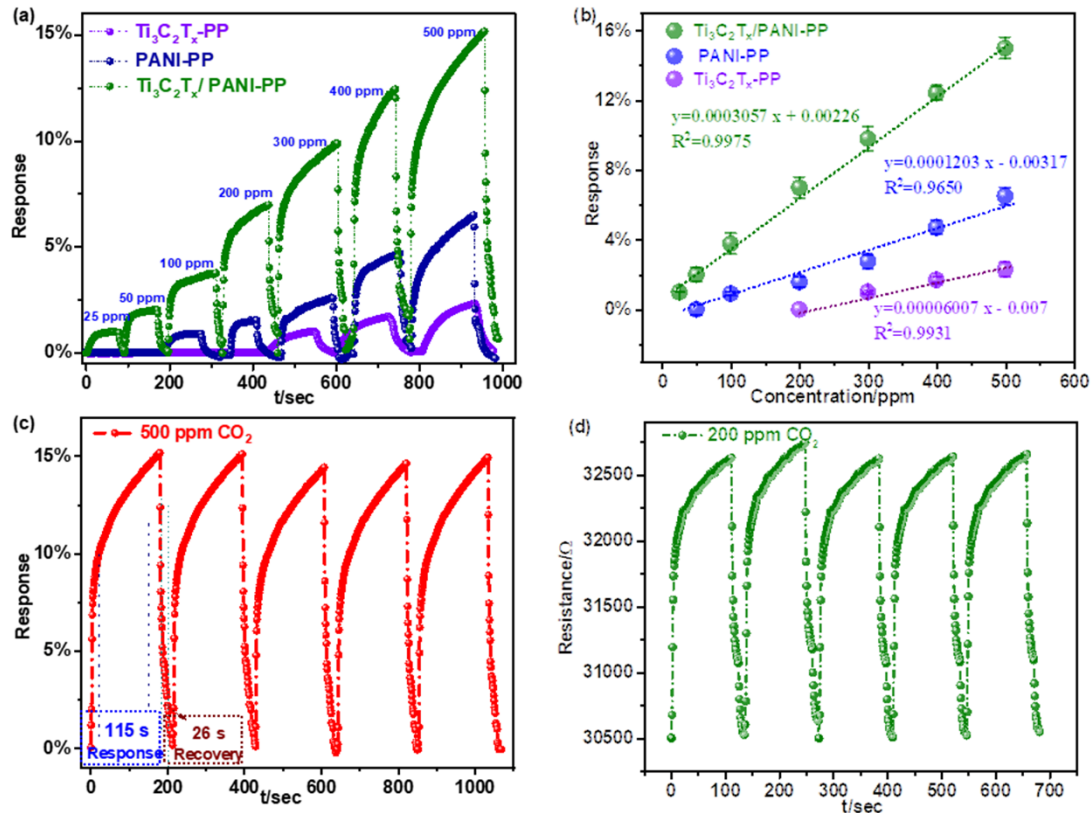 (a)
Ti₃C₂Tₓ-PP
PANI-PP
Ti₃C₂Tₓ/ PANI-PP
25 ppm
50 ppm
100 ppm
200 ppm
300 ppm
400 ppm
500 ppm
Response
15%
10%
5%
0%
0 200 400 600 800 1000
t/sec
(b)
Ti₃C₂Tₓ/PANI-PP
PANI-PP
Ti₃C₂Tₓ-PP
y=0.0003057 x + 0.00226
R²=0.9975
y=0.0001203 x - 0.00317
R²=0.9650
y=0.00006007 x - 0.007
R²=0.9931
Response
16%
12%
8%
4%
0%
0 100 200 300 400 500 600
Concentration/ppm
(c)
500 ppm CO₂
Response
15%
10%
5%
0%
115 s
Response
26 s
Recovery
0 200 400 600 800 1000
t/sec
(d)
200 ppm CO₂
Resistance/Ω
32500
32000
31500
31000
30500
0 100 200 300 400 500 600 700
t/sec